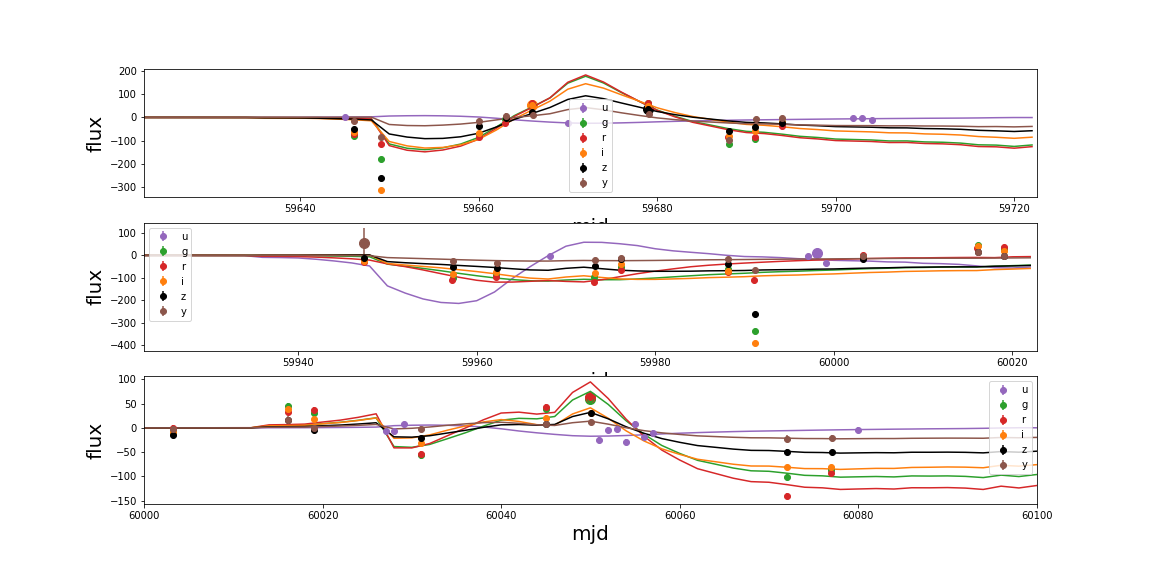 200
100
0
−100
−200
−300
flux
u
g
r
i
z
y
59640 59660 59680 59700 59720
100
0
−100
−200
−300
−400
flux
u
g
r
i
z
y
59940 59960 59980 60000 60020
100
50
0
−50
−100
−150
flux
u
g
r
i
z
y
60000 60020 60040 60060 60080 60100
mjd